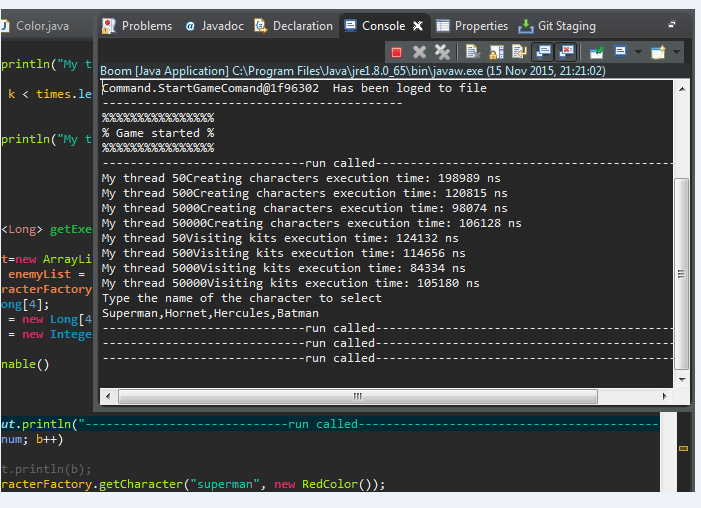 Color.java
Problems
Javadoc
Declaration
Console
Properties
Git Staging
Boom [Java Application] C:\Program Files\Java\jre1.8.0_65\bin\javaw.exe (15 Nov 2015, 21:21:02)
Command.StartGameComand@1f96302  Has been loged to file
-------------------------------------------
%%%%%%%%%%%%%%%%
% Game started %
%%%%%%%%%%%%%%%%
-----------------------------run called-------------------------------------------
My thread 50Creating characters execution time: 198989 ns
My thread 500Creating characters execution time: 120815 ns
My thread 5000Creating characters execution time: 98074 ns
My thread 50000Creating characters execution time: 106128 ns
My thread 50Visiting kits execution time: 124132 ns
My thread 500Visiting kits execution time: 114656 ns
My thread 5000Visiting kits execution time: 84334 ns
My thread 50000Visiting kits execution time: 105180 ns
Type the name of the character to select
Superman,Hornet,Hercules,Batman
-----------------------------run called-------------------------------------------
-----------------------------run called-------------------------------------------
-----------------------------run called-------------------------------------------
println("My t
k < times.le
println("My t
<Long> getExe
t=new ArrayLi
enemyList =
racterFactory
ong[4];
= new Long[4
= new Intege
nable()
ut.println("-----------------------------run called-------------------------------------------
num; b++)
t.println(b);
racterFactory.getCharacter("superman", new RedColor());